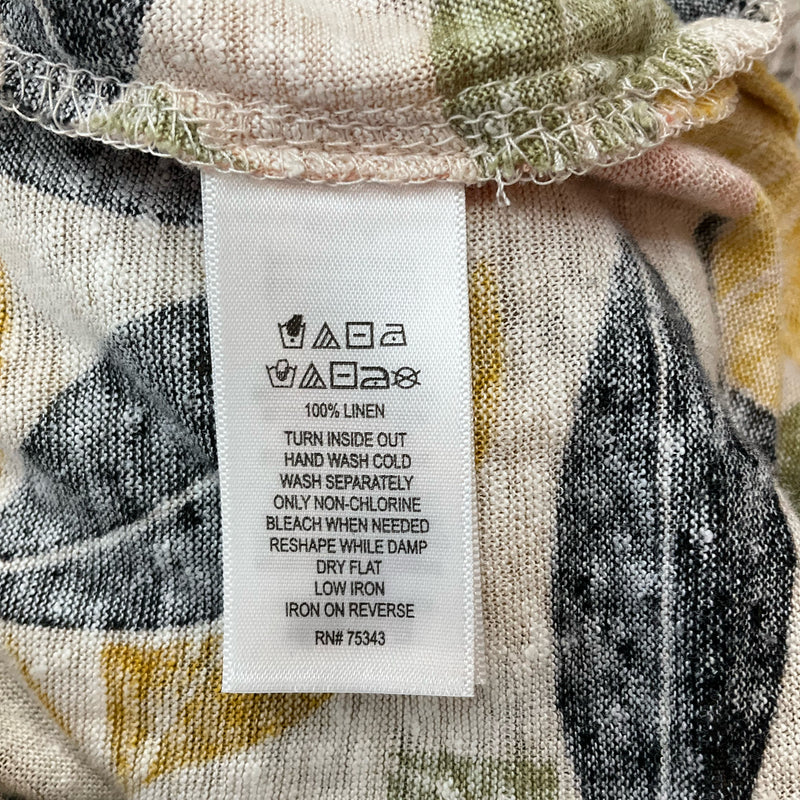 100% LINEN
TURN INSIDE OUT
HAND WASH COLD
WASH SEPARATELY
ONLY NON-CHLORINE
BLEACH WHEN NEEDED
RESHAPE WHILE DAMP
DRY FLAT
LOW IRON
IRON ON REVERSE
RN# 75343